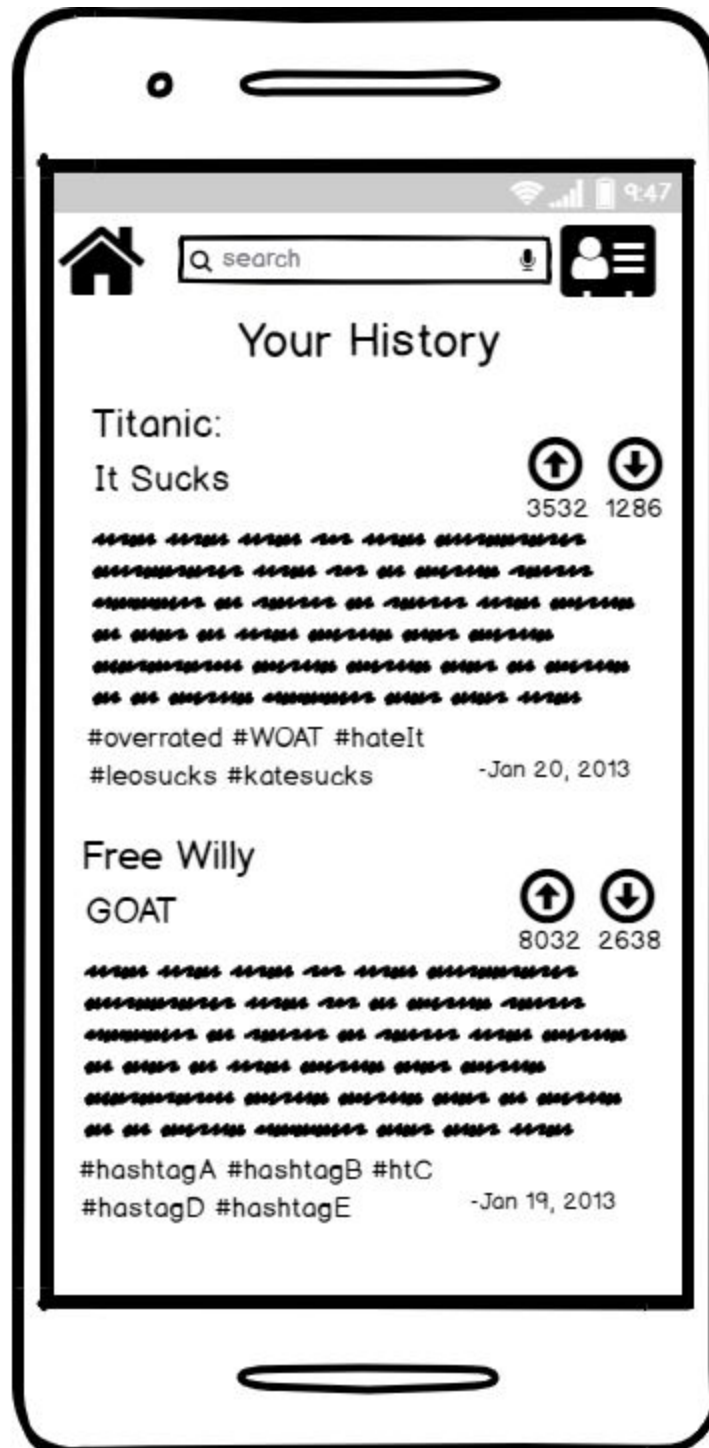 9:47
search
Your History
Titanic:
It Sucks
3532 1286
#overrated #WOAT #hateIt
#leosucks #katesucks
-Jan 20, 2013
Free Willy
GOAT
8032 2638
#hashtagA #hashtagB #htC
#hastagD #hashtagE
-Jan 19, 2013